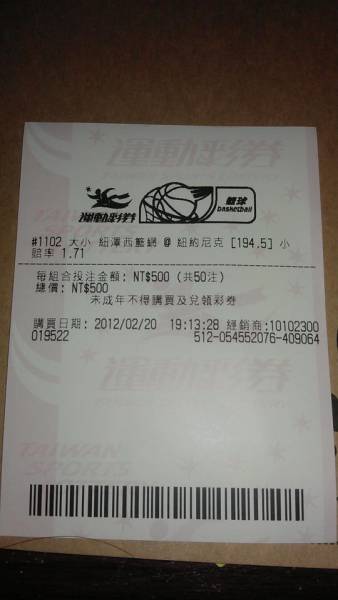 運動彩券
運動彩券
籃球
Basketball
#1102 大小 紐澤西籃網 @ 紐約尼克 [194.5] 小
賠率 1.71
每組合投注金額: NT$500 (共50注)
總價: NT$500
未成年不得購買及兌領彩卷
購買日期: 2012/02/20 19:13:28 經銷商:10102300
019522 512-054552076-409064
運動彩券
TAIWAN
SPORTS